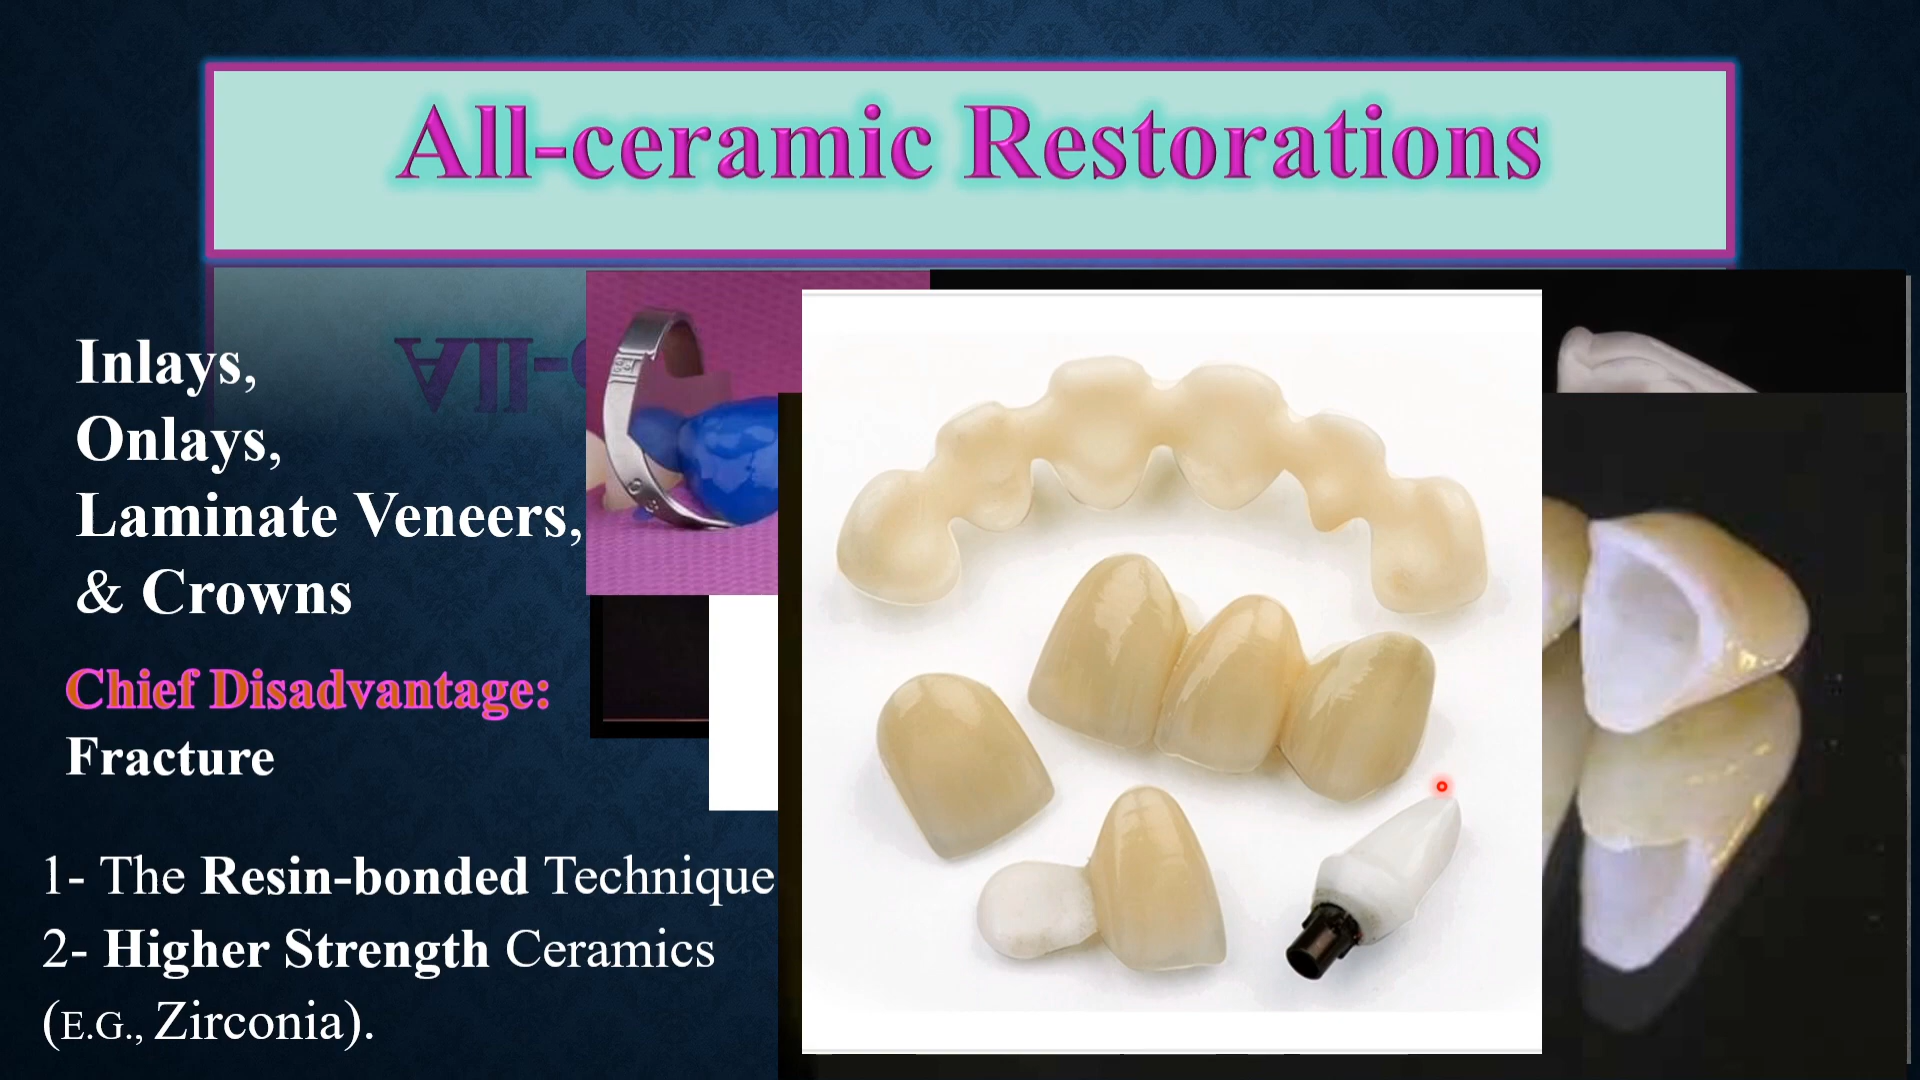 All-ceramic Restorations
Inlays,
Onlays,
Laminate Veneers,
& Crowns
Chief Disadvantage:
Fracture
1- The Resin-bonded Technique
2- Higher Strength Ceramics
(E.G., Zirconia).